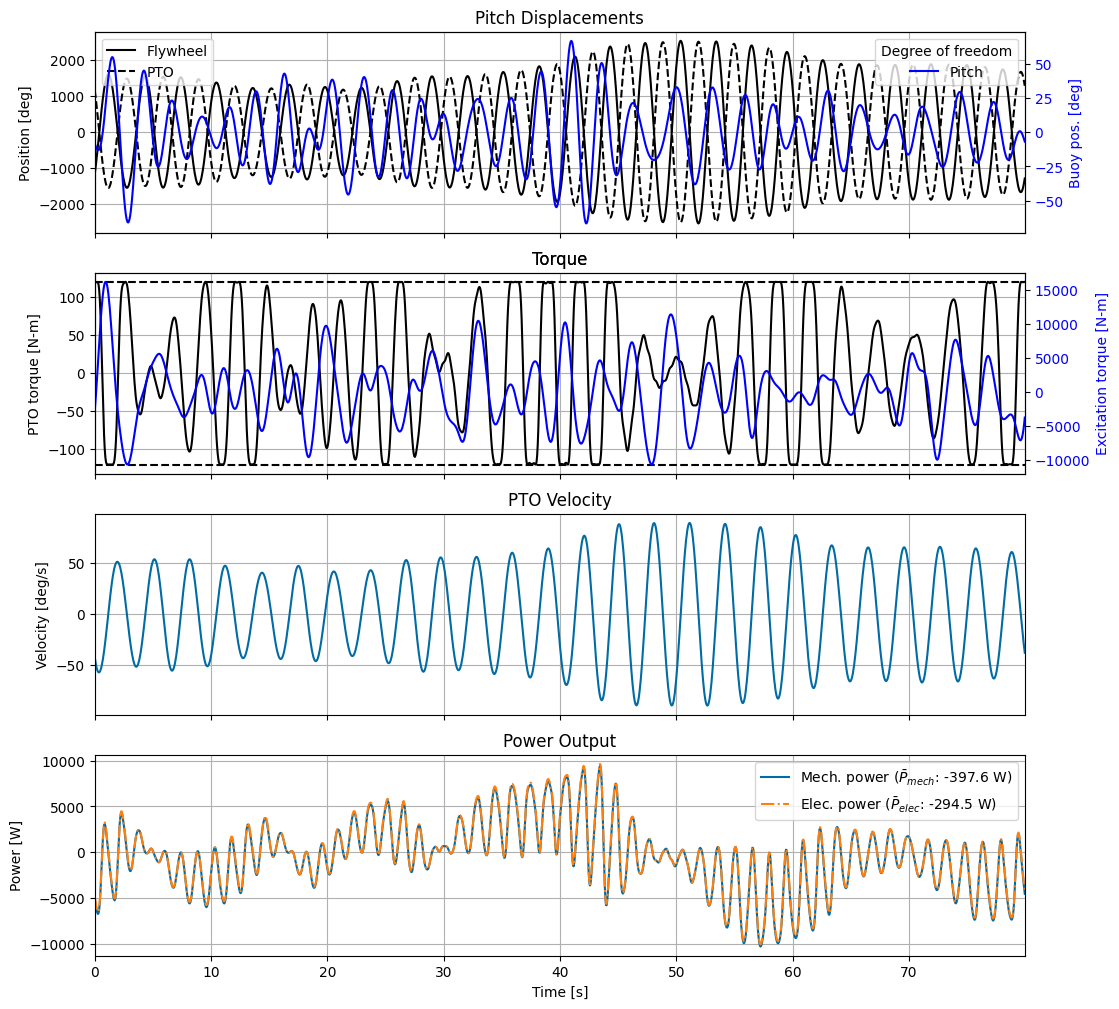 Pitch Displacements
Flywheel
PTO
Degree of freedom
Pitch
Position [deg]
2000
1000
0
−1000
−2000
Buoy pos. [deg]
50
25
0
−25
−50
Torque
PTO torque [N-m]
100
50
0
−50
−100
Excitation torque [N-m]
15000
10000
5000
0
−5000
−10000
PTO Velocity
Velocity [deg/s]
50
0
−50
Power Output
Mech. power (P̄mech: -397.6 W)
Elec. power (P̄elec: -294.5 W)
Power [W]
10000
5000
0
−5000
−10000
0 10 20 30 40 50 60 70
Time [s]